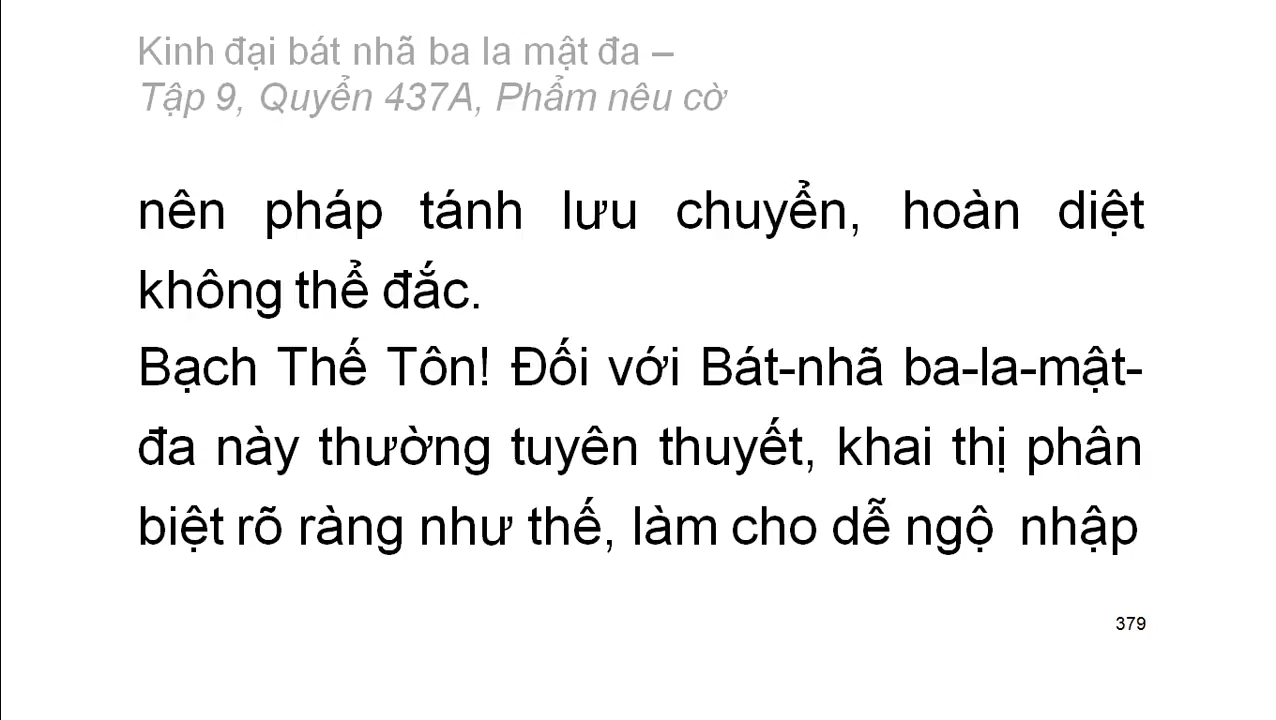 Kinh đại bát nhã ba la mật đa –
Tập 9, Quyển 437A, Phẩm nêu cờ
nên pháp tánh lưu chuyển, hoàn diệt
không thể đắc.
Bạch Thế Tôn! Đối với Bát-nhã ba-la-mật-
đa này thường tuyên thuyết, khai thị phân
biệt rõ ràng như thế, làm cho dễ ngộ nhập
379